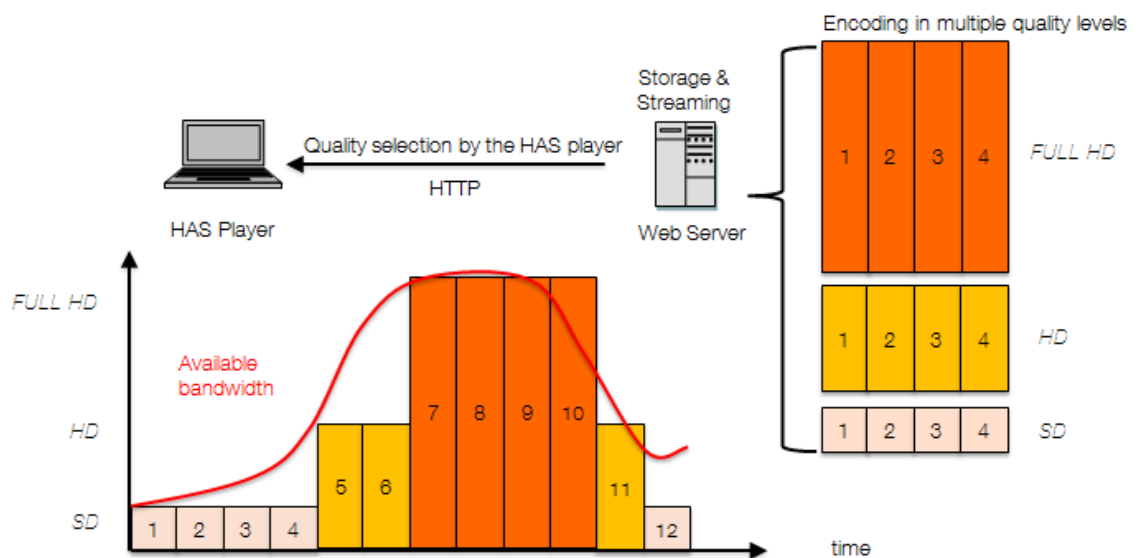 Encoding in multiple quality levels
Storage &
Streaming
Quality selection by the HAS player
HTTP
HAS Player
Web Server
1 2 3 4
FULL HD
1 2 3 4
HD
1 2 3 4
SD
FULL HD
Available
bandwidth
HD
SD
1 2 3 4 5 6 7 8 9 10 11 12
time